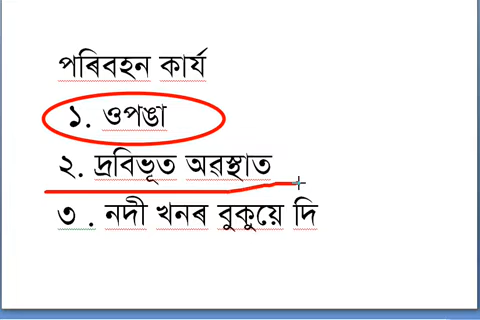 পৰিবহন কাৰ্য
১. ওপঙা
২. দ্ৰবিভূত অৱস্থাত
৩ . নদী খনৰ বুকুয়ে দি